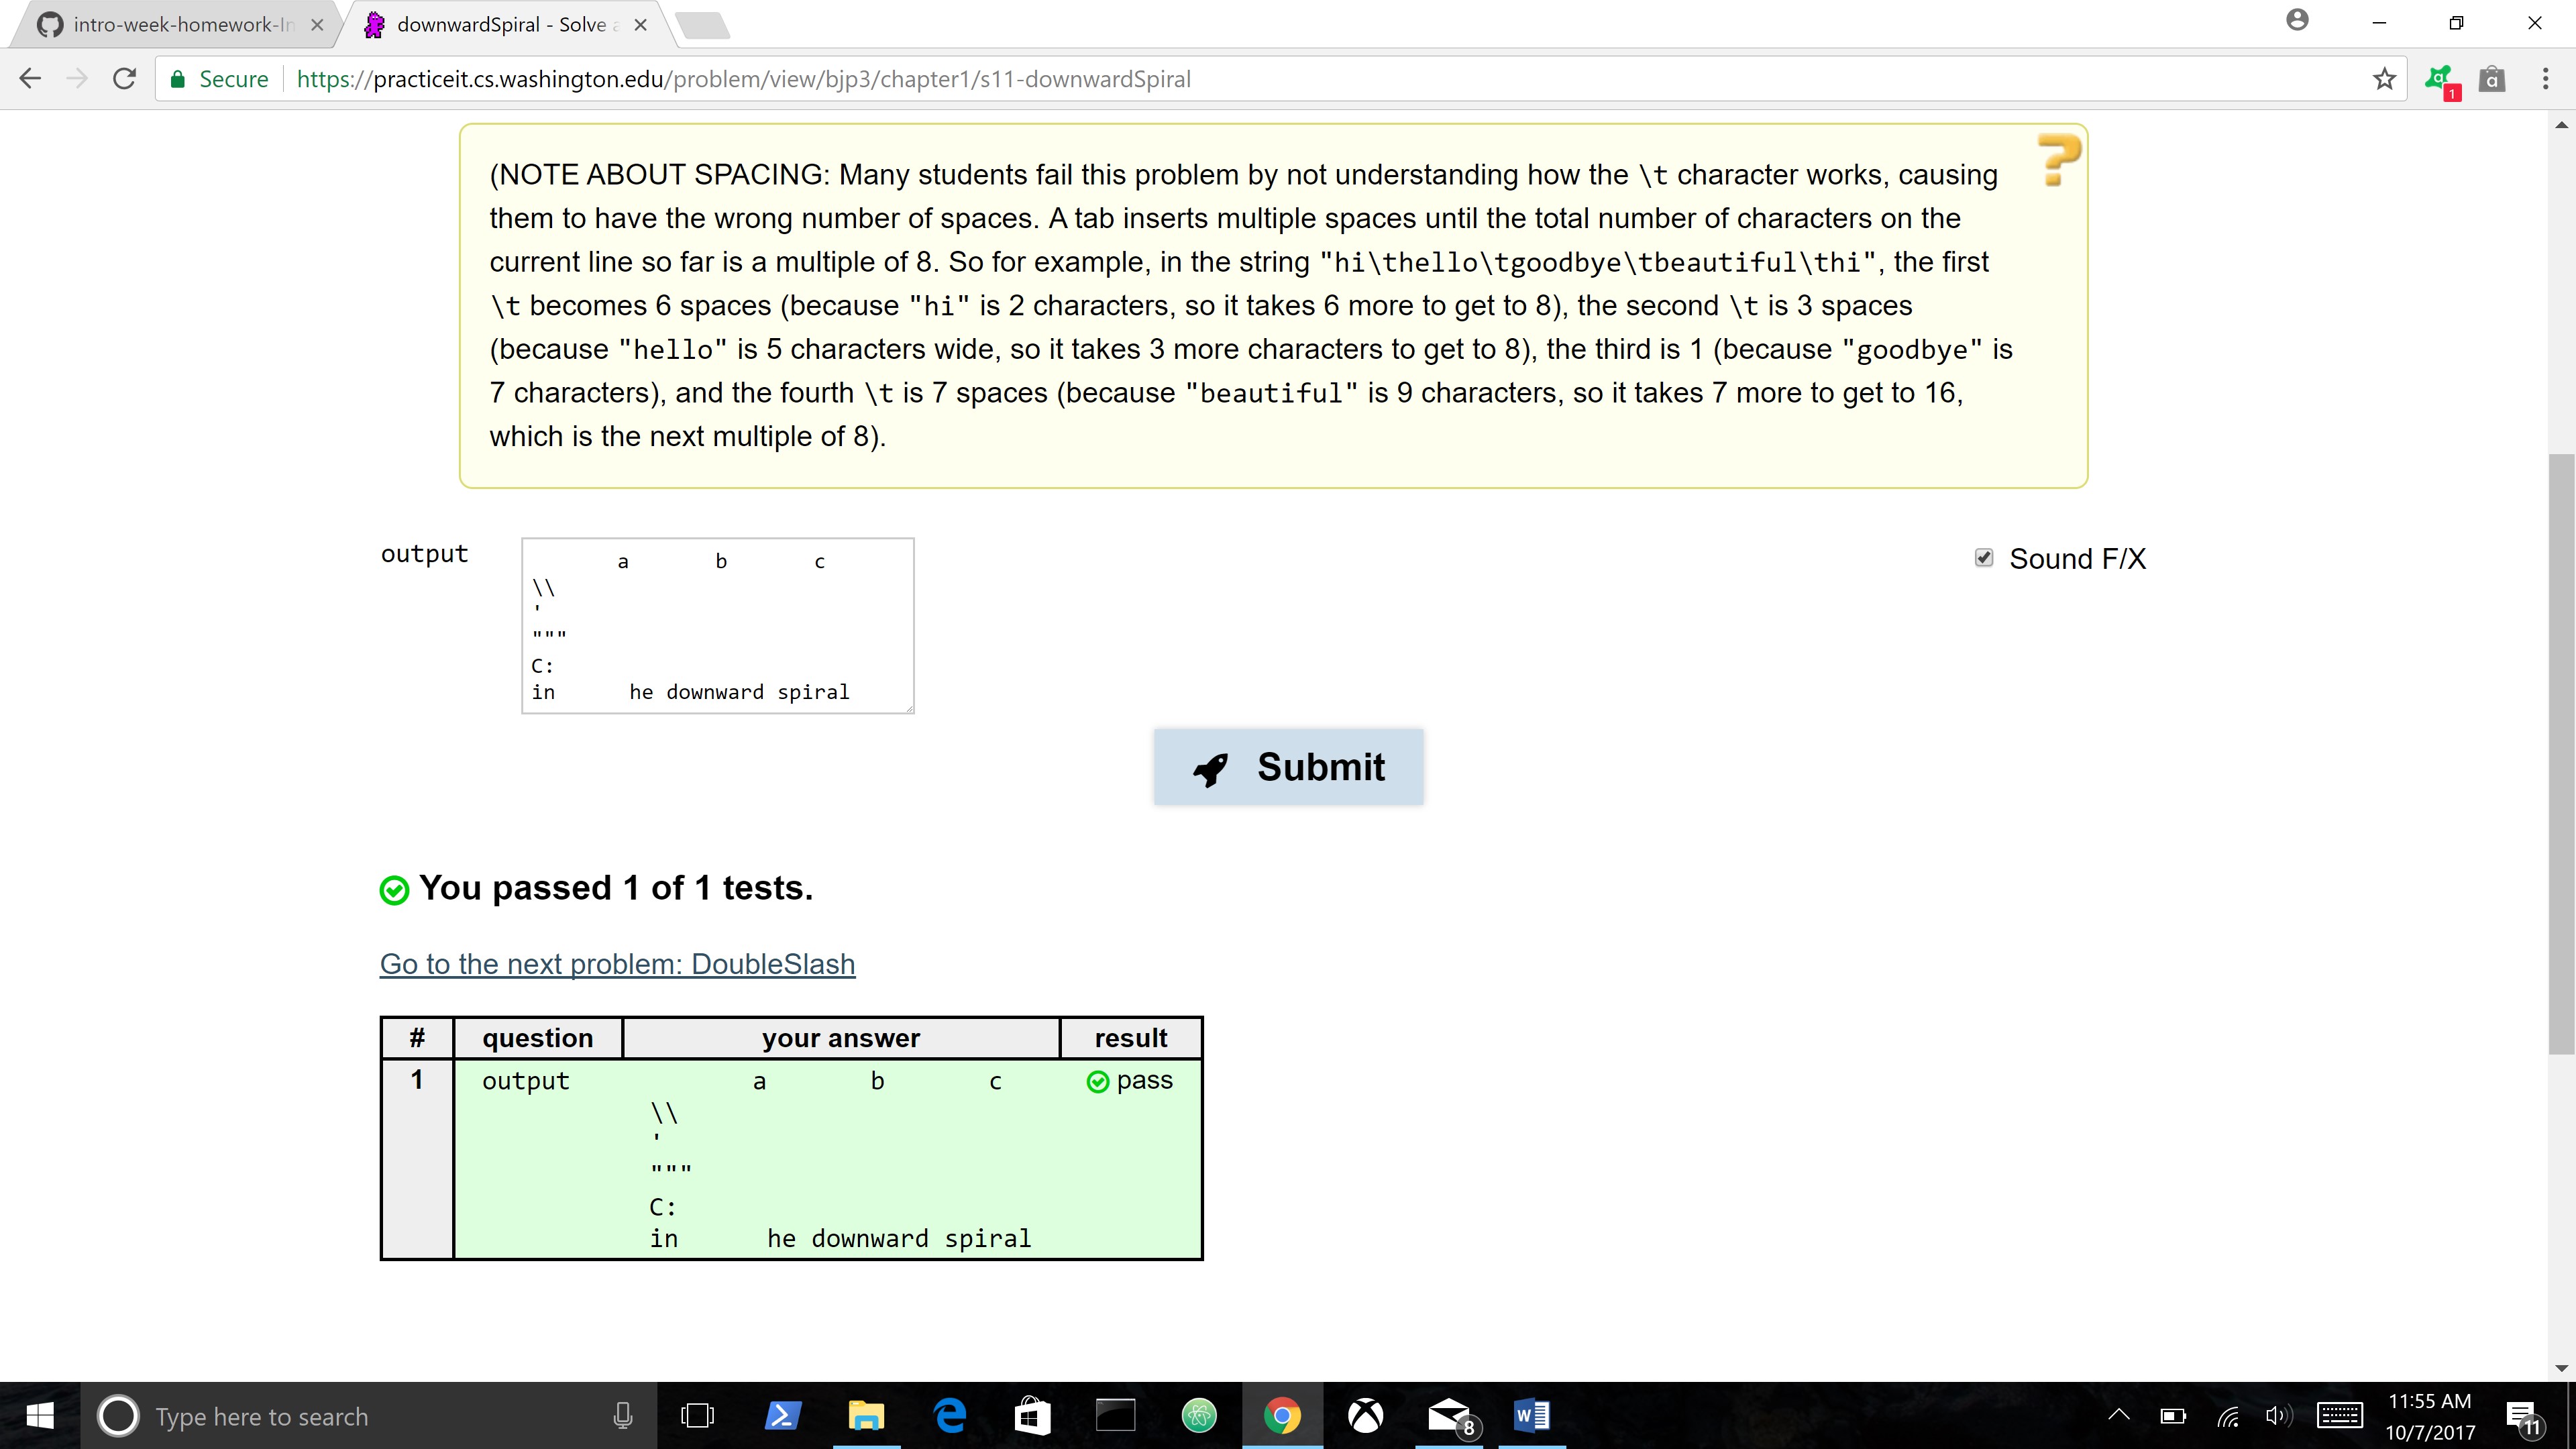 intro-week-homework-In
downwardSpiral - Solve a
Secure
https://practiceit.cs.washington.edu/problem/view/bjp3/chapter1/s11-downwardSpiral
1
a
(NOTE ABOUT SPACING: Many students fail this problem by not understanding how the \t character works, causing
them to have the wrong number of spaces. A tab inserts multiple spaces until the total number of characters on the
current line so far is a multiple of 8. So for example, in the string "hi\thello\tgoodbye\tbeautiful\thi", the first
\t becomes 6 spaces (because "hi" is 2 characters, so it takes 6 more to get to 8), the second \t is 3 spaces
(because "hello" is 5 characters wide, so it takes 3 more characters to get to 8), the third is 1 (because "goodbye" is
7 characters), and the fourth \t is 7 spaces (because "beautiful" is 9 characters, so it takes 7 more to get to 16,
which is the next multiple of 8).
output
        a       b       c
\\
'
"""
C:
in      he downward spiral
Sound F/X
Submit
You passed 1 of 1 tests.
Go to the next problem: DoubleSlash
# question your answer result
1 output         a       b       c pass
\\
'
"""
C:
in      he downward spiral
Type here to search
8
11:55 AM
10/7/2017
11